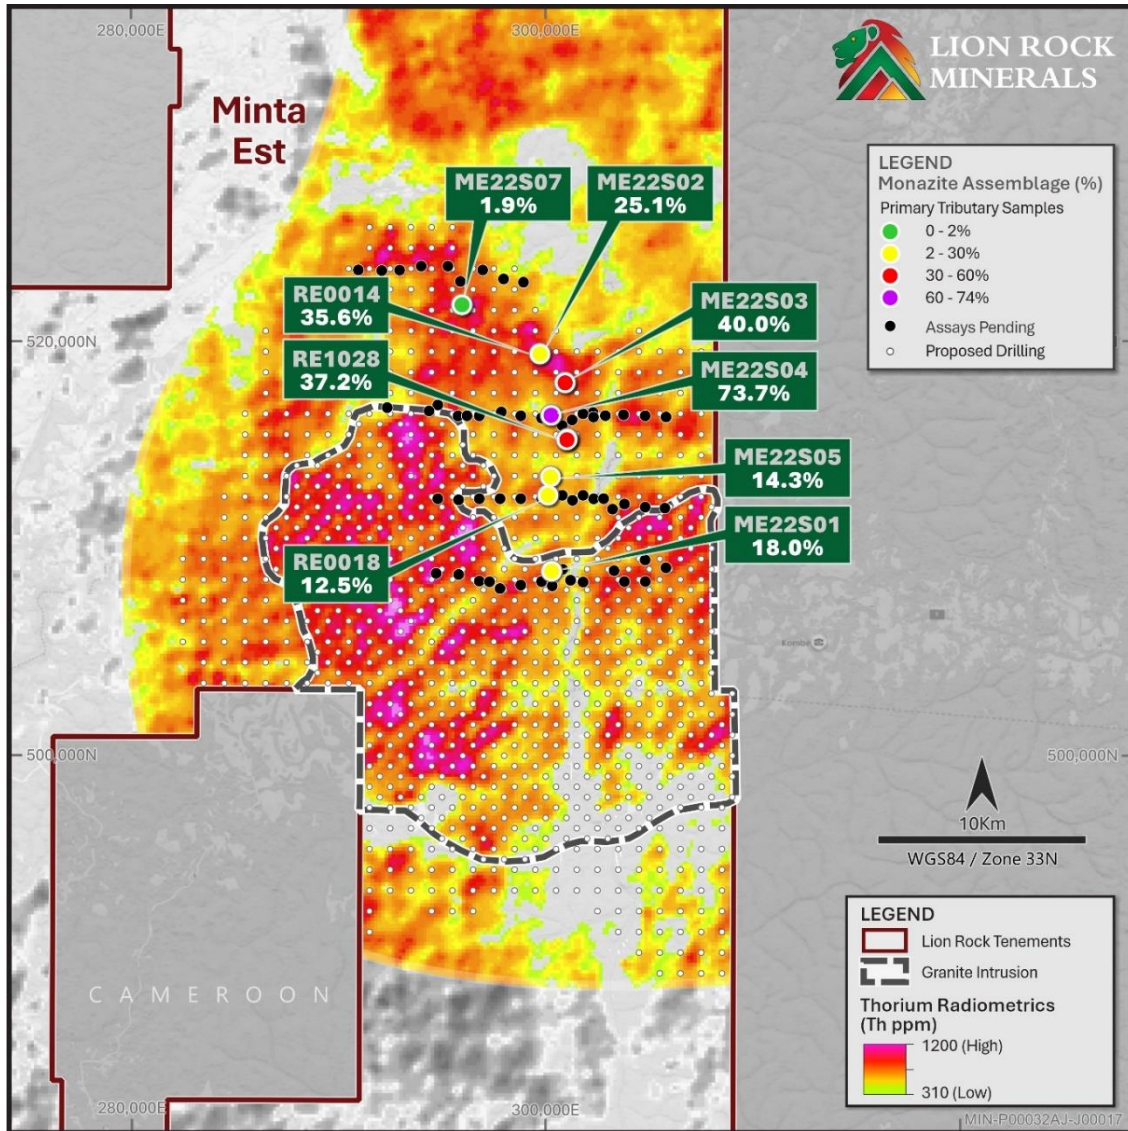 280,000E
300,000E
LION ROCK
MINERALS
Minta
Est
LEGEND
Monazite Assemblage (%)
Primary Tributary Samples
0 - 2%
2 - 30%
30 - 60%
60 - 74%
Assays Pending
Proposed Drilling
ME22S07
1.9%
ME22S02
25.1%
RE0014
35.6%
ME22S03
40.0%
520,000N
RE1028
37.2%
ME22S04
73.7%
ME22S05
14.3%
ME22S01
18.0%
RE0018
12.5%
Kombe
500,000N
500,000N
10Km
WGS84 / Zone 33N
LEGEND
Lion Rock Tenements
Granite Intrusion
Thorium Radiometrics
(Th ppm)
1200 (High)
310 (Low)
CAMEROON
280,000E
300,000E
MIN-P00032AJ-J00017